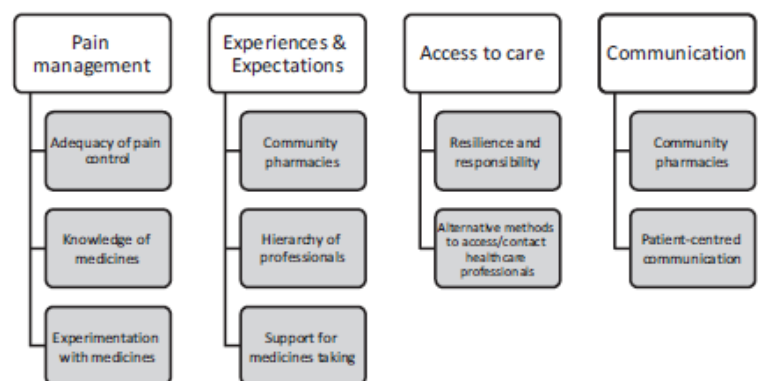 Pain
management
Adequacy of pain
control
Knowledge of
medicines
Experimentation
with medicines
Experiences &
Expectations
Community
pharmacies
Hierarchy of
professionals
Support for
medicines taking
Access to care
Resilience and
responsibility
Alternative methods
to access/contact
healthcare
professionals
Communication
Community
pharmacies
Patient-centred
communication